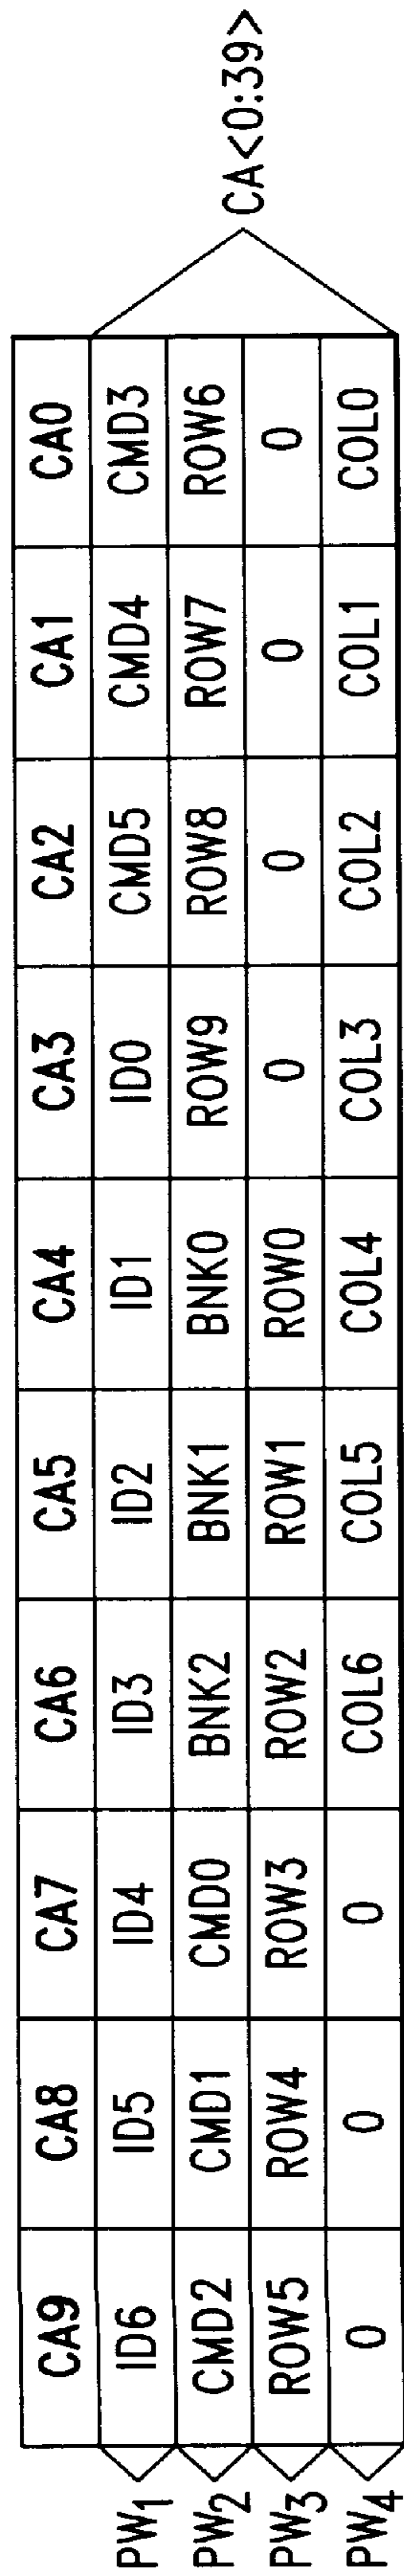 CA9 CA8 CA7 CA6 CA5 CA4 CA3 CA2 CA1 CA0
PW1 ID6 ID5 ID4 ID3 ID2 ID1 ID0 CMD5 CMD4 CMD3
PW2 CMD2 CMD1 CMD0 BNK2 BNK1 BNK0 ROW9 ROW8 ROW7 ROW6
PW3 ROW5 ROW4 ROW3 ROW2 ROW1 ROW0 0 0 0 0
PW4 0 0 0 COL6 COL5 COL4 COL3 COL2 COL1 COL0
CA<0:39>